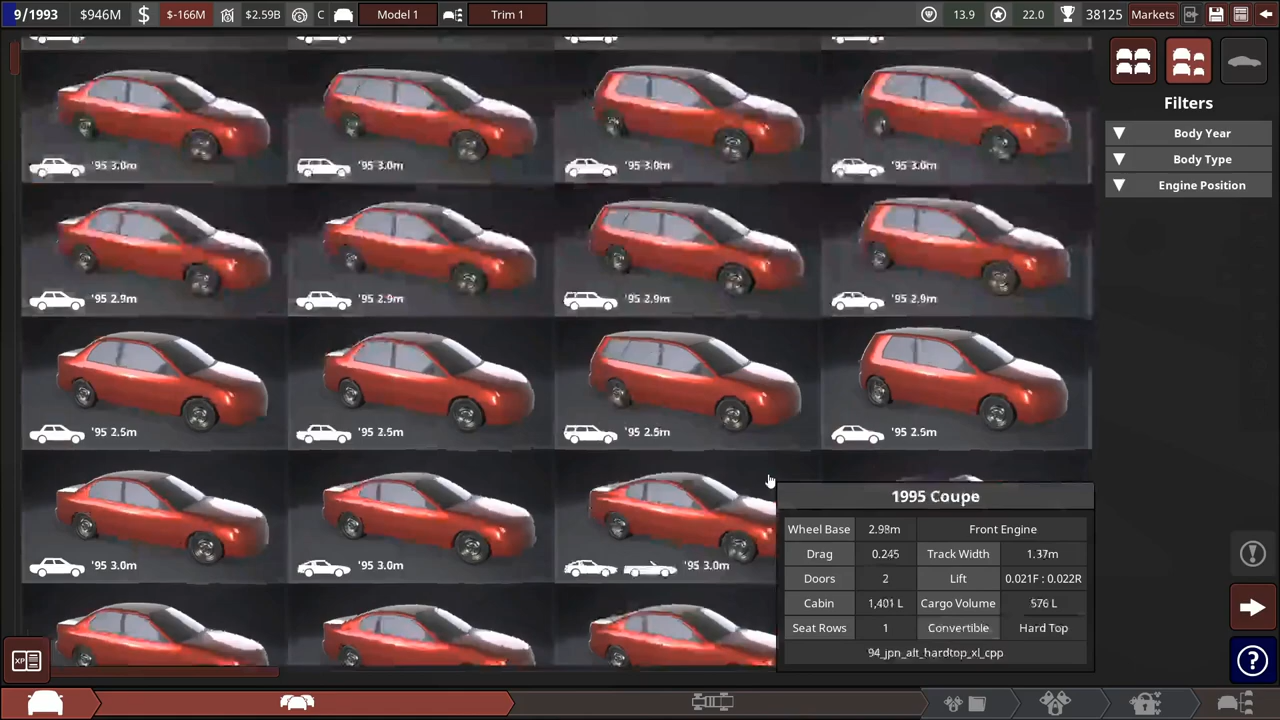 9/1993 $946M $-166M $2.59B C Model 1 Trim 1 13.9 22.0 38125 Markets
Filters
Body Year
Body Type
Engine Position
'95 3.0m '95 3.0m '95 3.0m '95 3.0m
'95 2.9m '95 2.9m '95 2.9m '95 2.9m
'95 2.5m '95 2.5m '95 2.5m '95 2.5m
'95 3.0m '95 3.0m '95 3.0m
1995 Coupe
Wheel Base 2.98m Front Engine
Drag 0.245 Track Width 1.37m
Doors 2 Lift 0.021F : 0.022R
Cabin 1,401 L Cargo Volume 576 L
Seat Rows 1 Convertible Hard Top
94_jpn_alt_hardtop_xl_cpp
XP